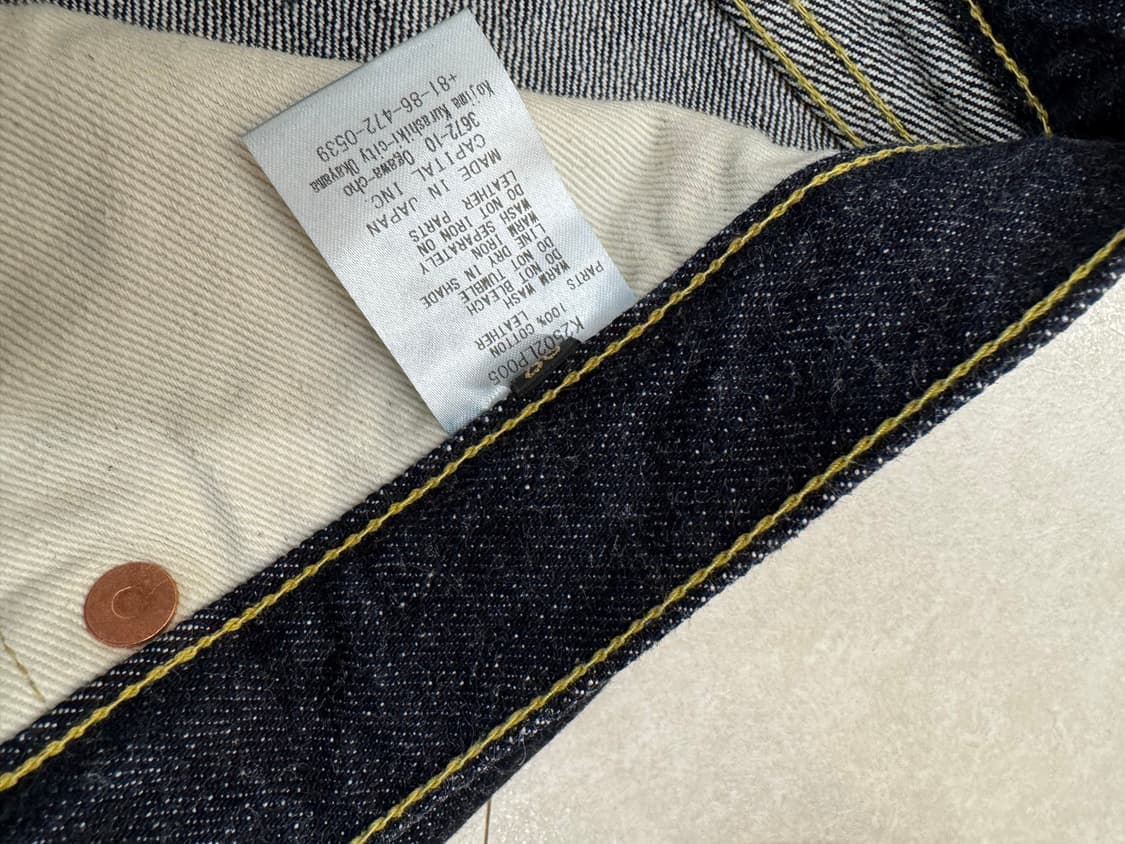 K2502LP005
100% COTTON
PARTS LEATHER
WARM WASH
DO NOT BLEACH
DO NOT TUMBLE
LINE DRY IN SHADE
WARM IRON
WASH SEPARATELY
DO NOT IRON ON
LEATHER PARTS
MADE IN JAPAN
CAPITAL INC.
3672-10 Ogawa-cho
Kojima Kurashiki-city Okayama
+81-86-472-0539